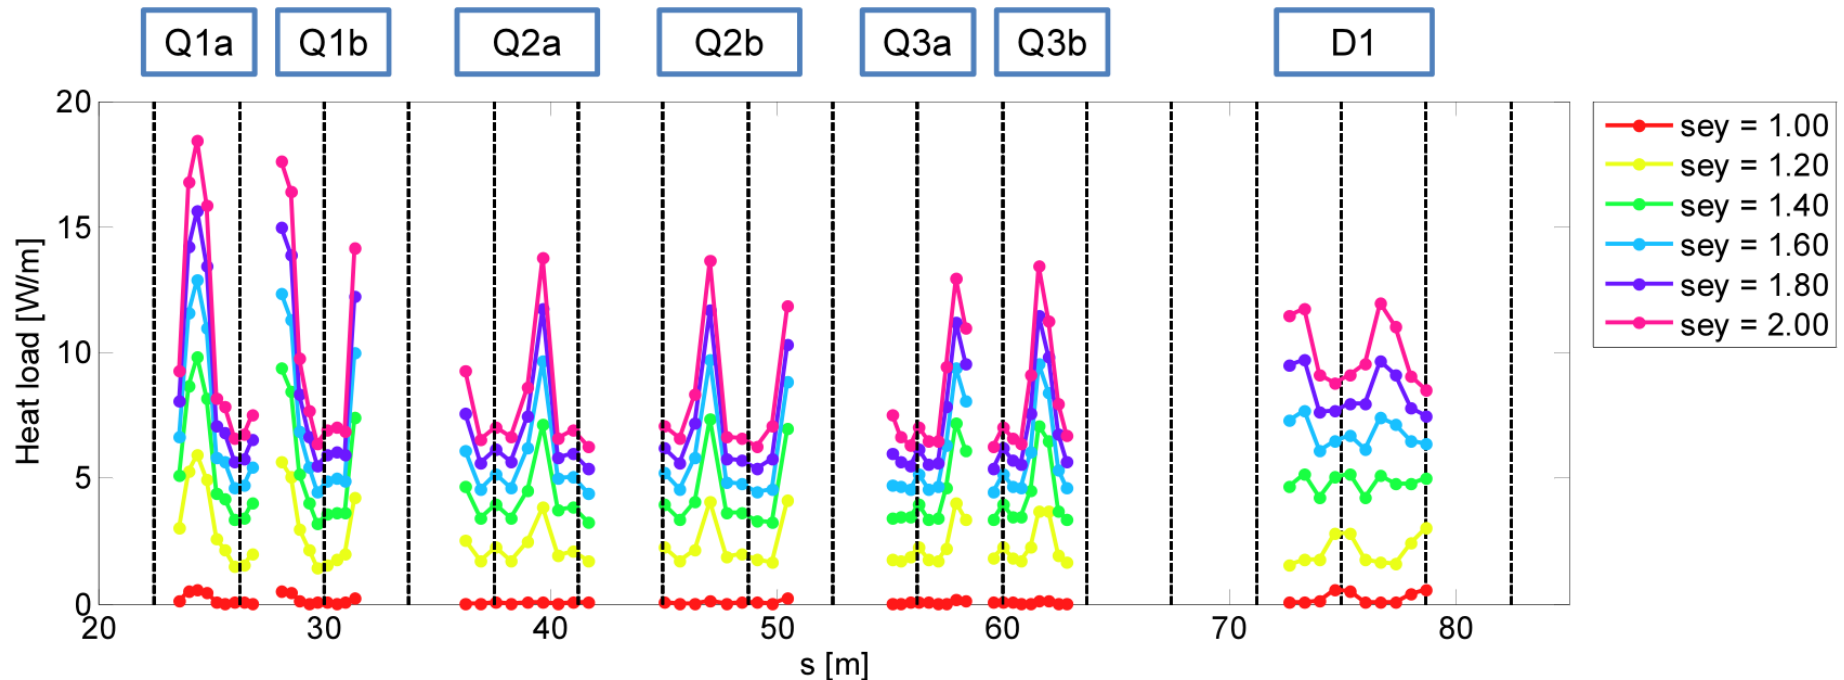 Q1a Q1b Q2a Q2b Q3a Q3b D1
20
15
10
5
0
Heat load [W/m]
20 30 40 50 60 70 80
s [m]
sey = 1.00
sey = 1.20
sey = 1.40
sey = 1.60
sey = 1.80
sey = 2.00